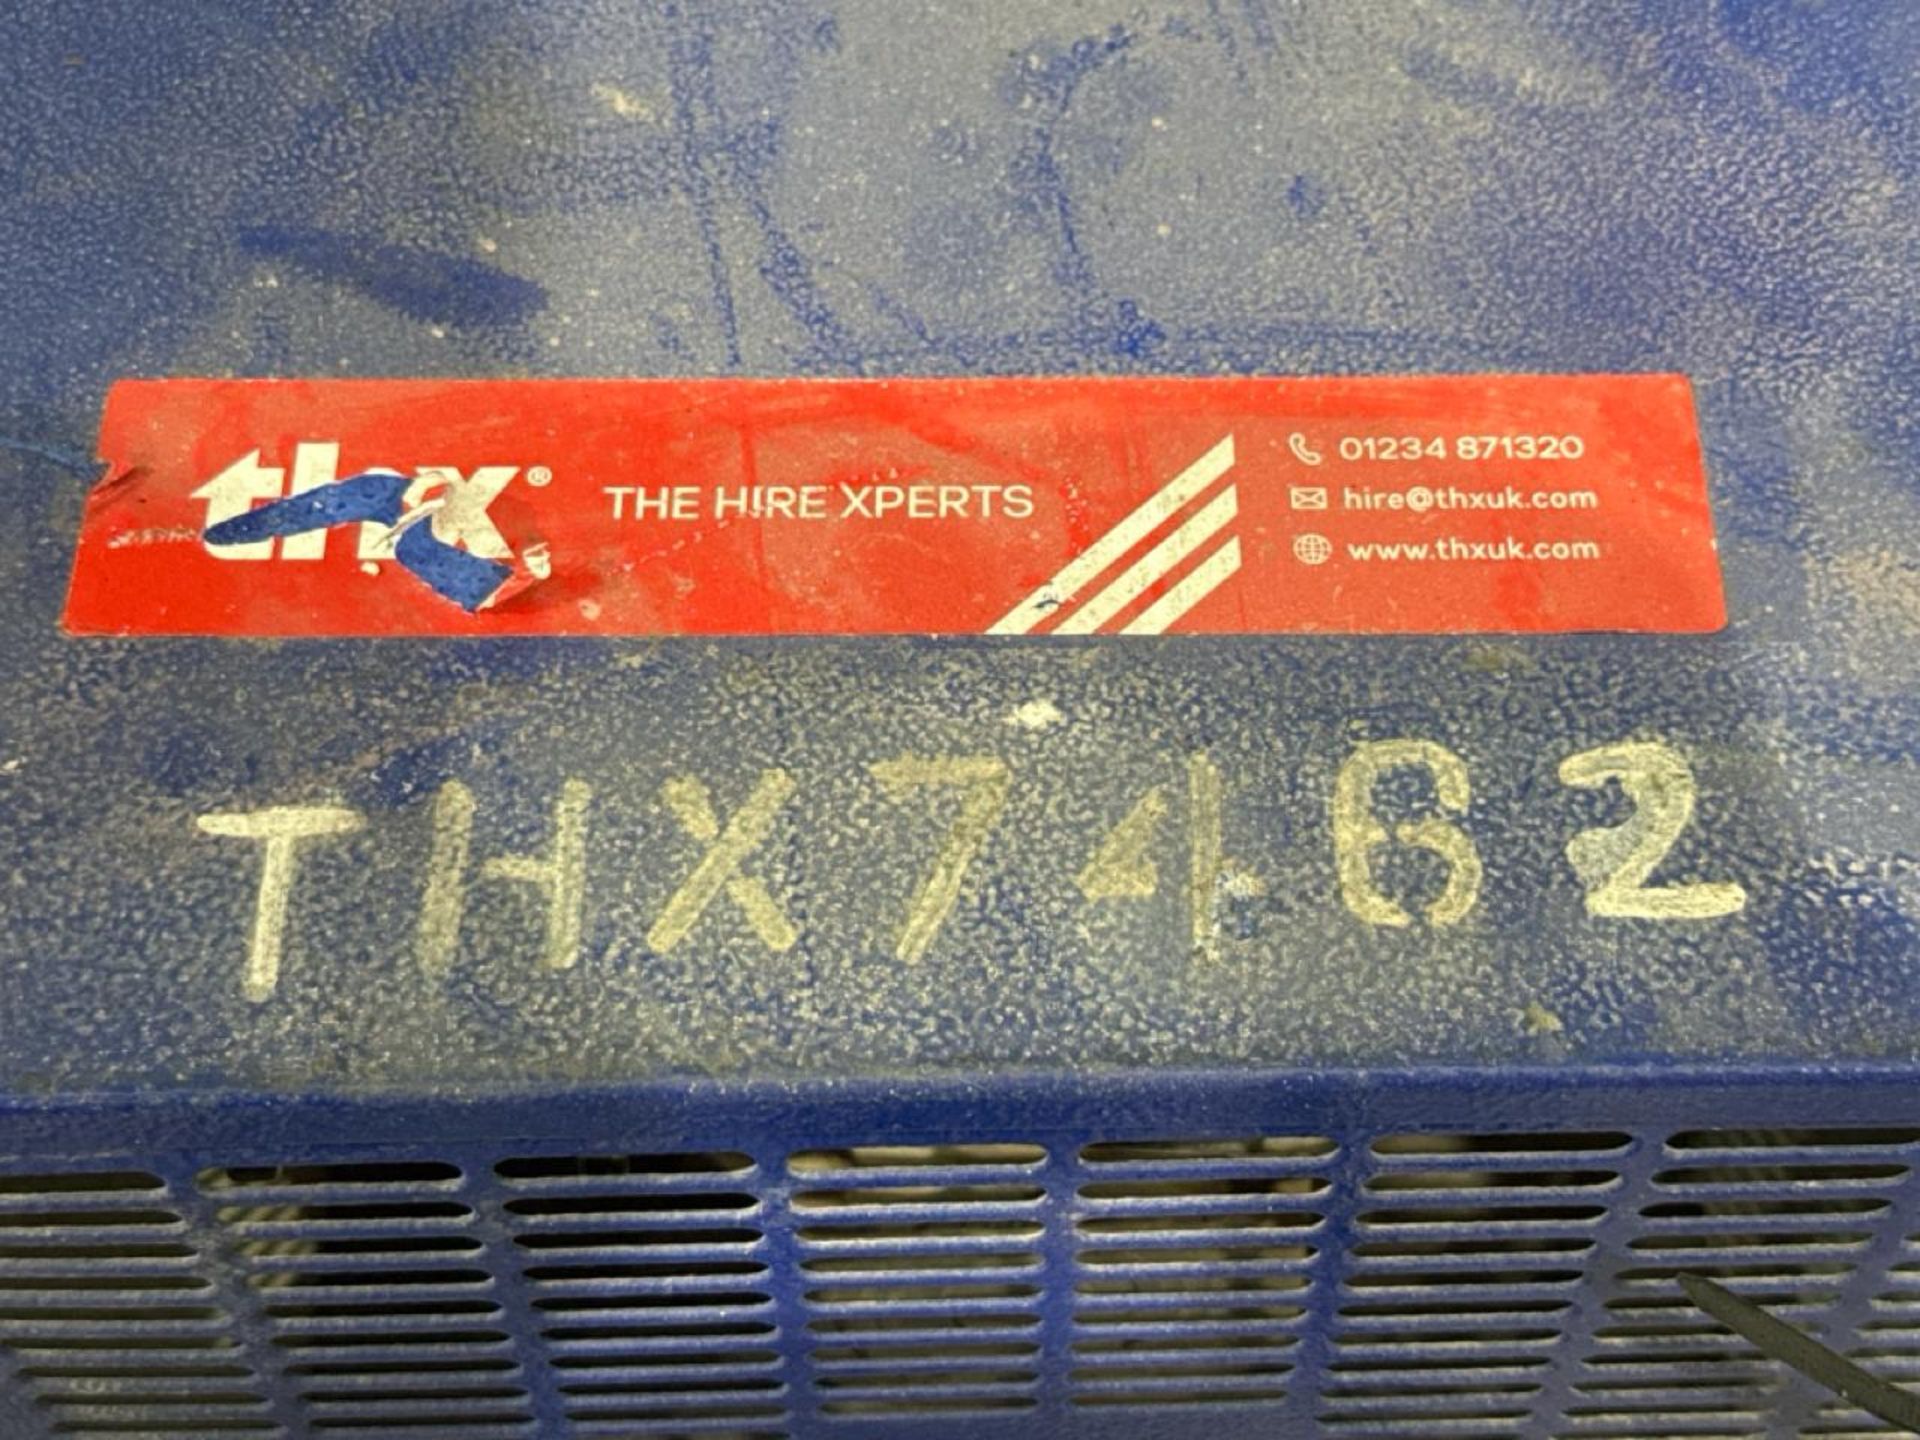 thx®
THE HIRE XPERTS
01234 871320
hire@thxuk.com
www.thxuk.com
THX7462